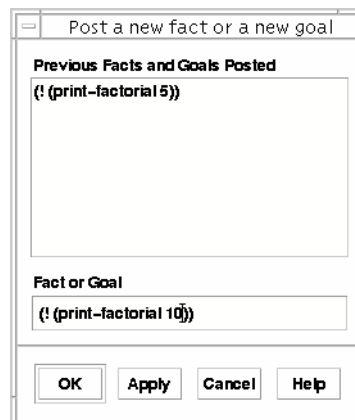 Post a new fact or a new goal
Previous Facts and Goals Posted
(! (print-factorial 5))
Fact or Goal
(! (print-factorial 10))
OK
Apply
Cancel
Help